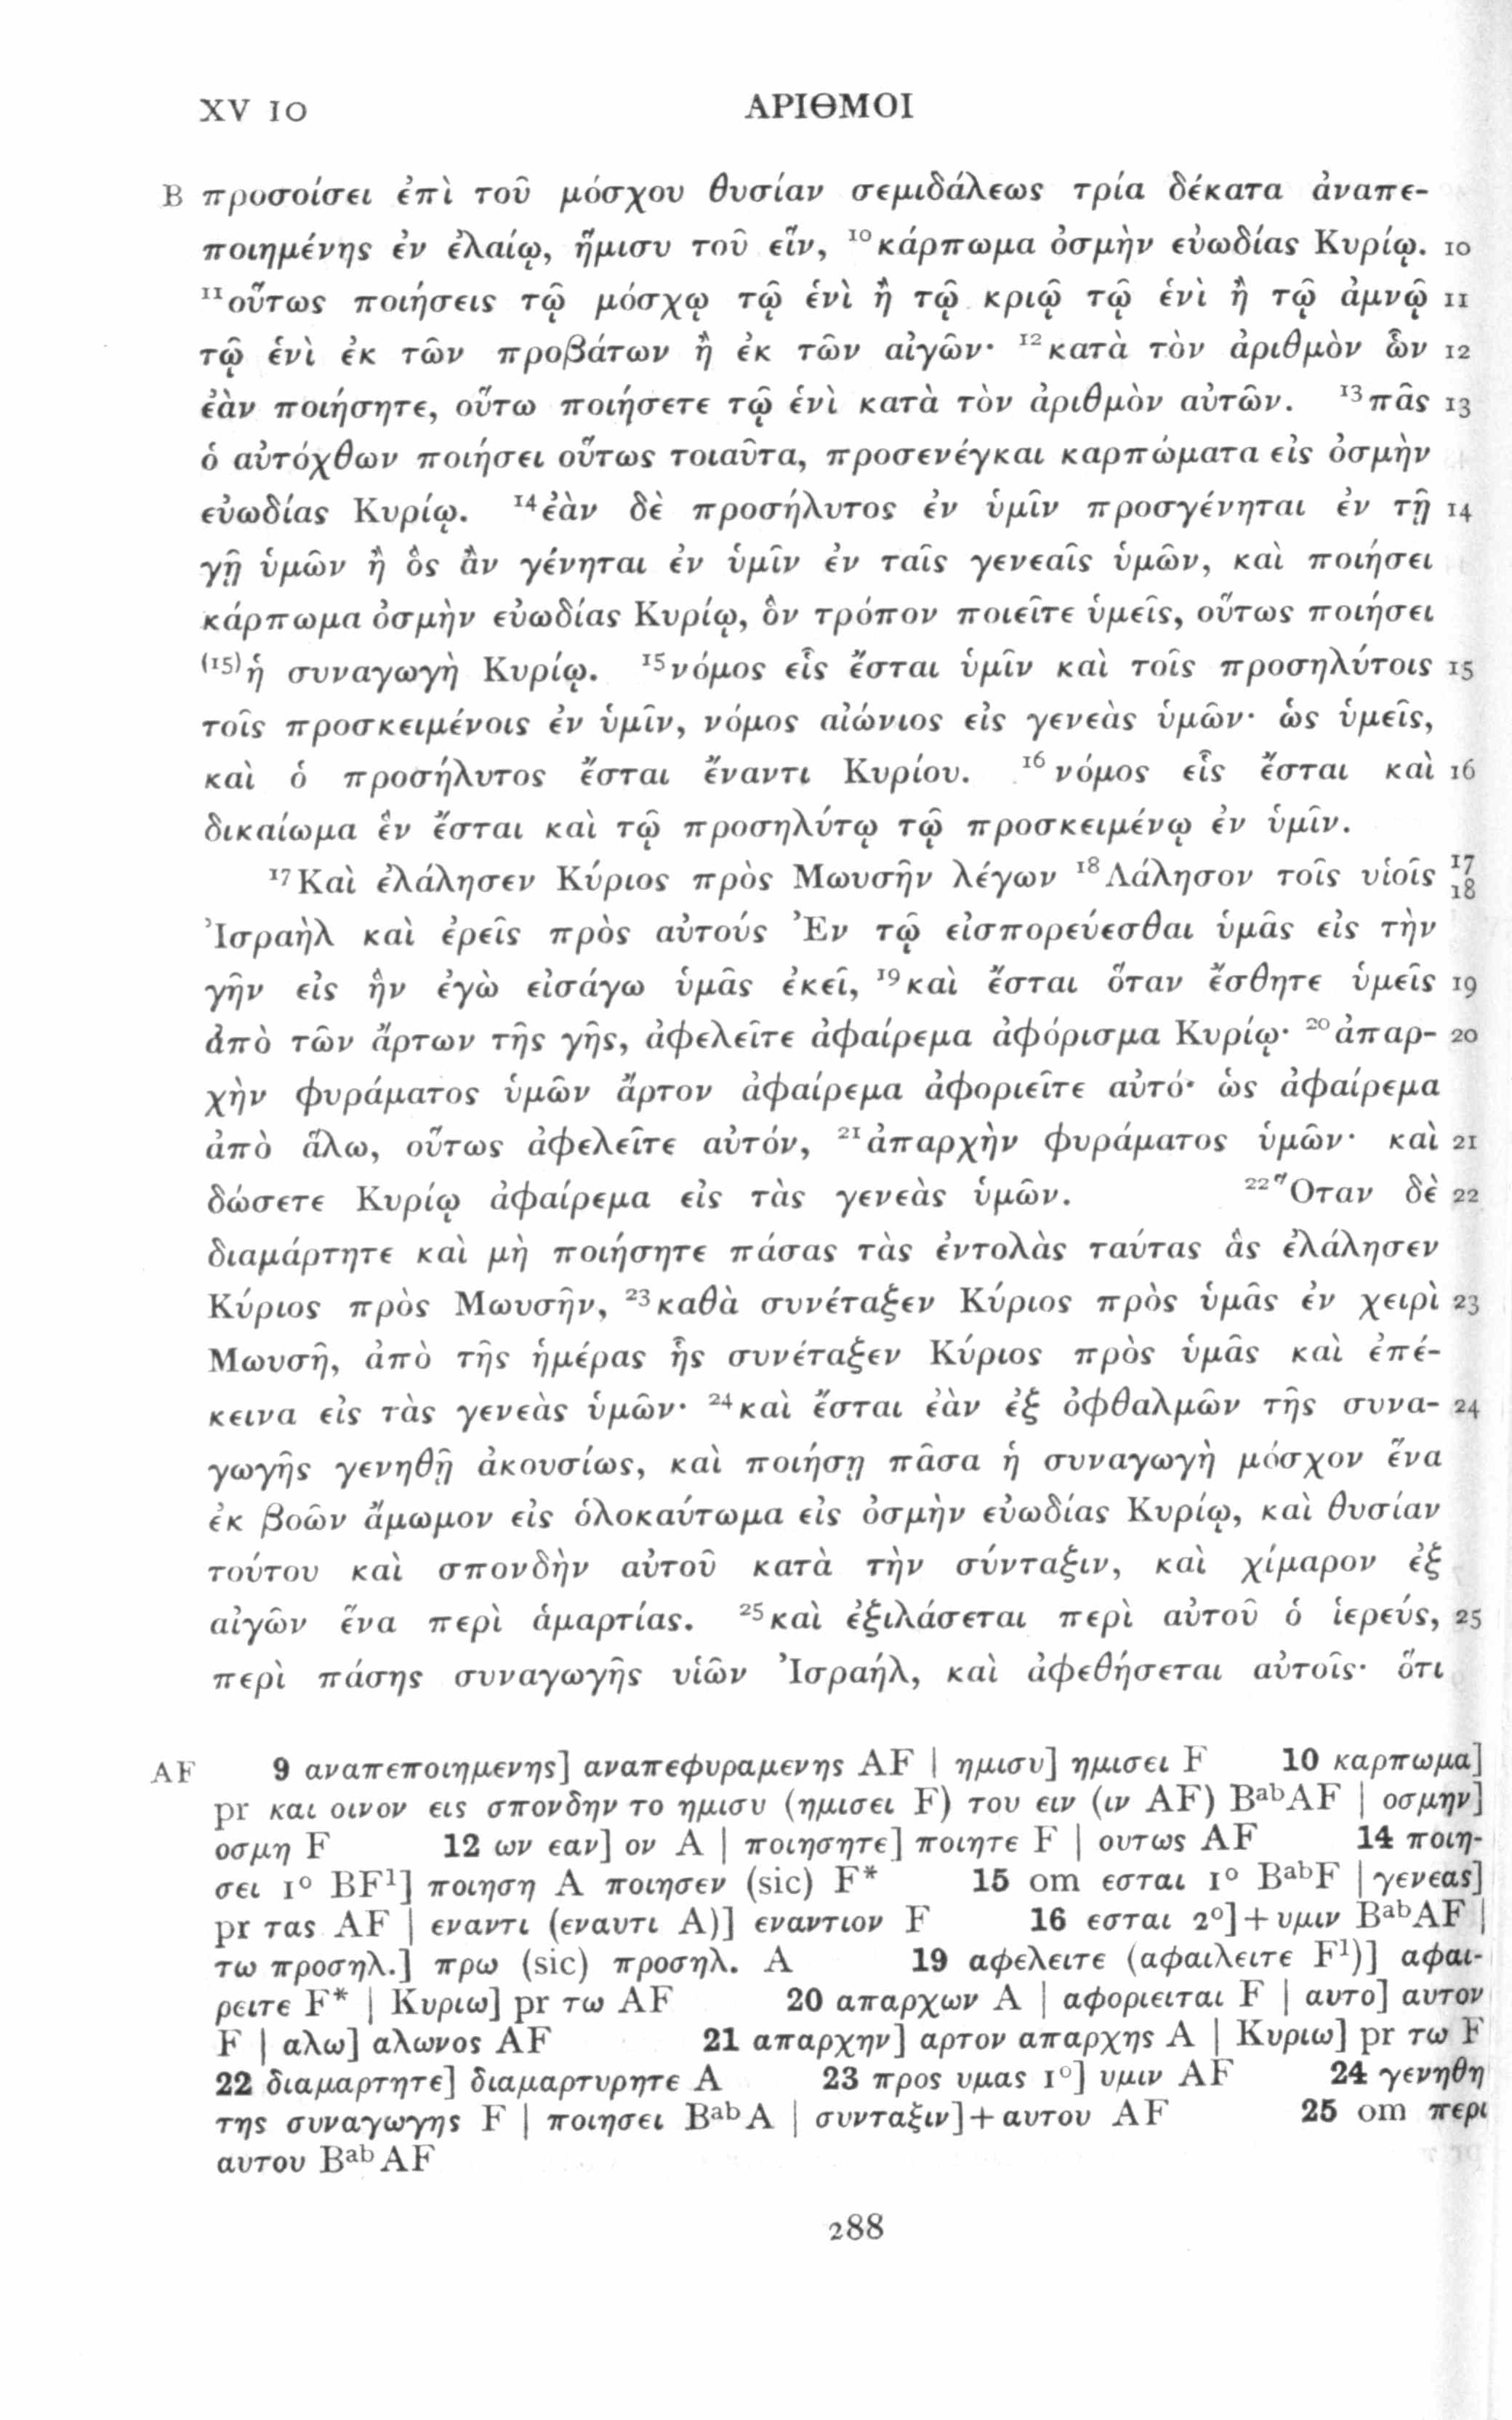 XV 10 ΑΡΙΘΜΟΙ
B προσοίσει ἐπὶ τοῦ μόσχου θυσίαν σεμιδάλεως τρία δέκατα ἀναπε-
ποιημένης ἐν ἐλαίῳ, ἥμισυ τοῦ εἵν, ¹⁰κάρπωμα ὀσμὴν εὐωδίας Κυρίῳ. 10
¹¹οὕτως ποιήσεις τῷ μόσχῳ τῷ ἑνὶ ἢ τῷ κριῷ τῷ ἑνὶ ἢ τῷ ἀμνῷ 11
τῷ ἑνὶ ἐκ τῶν προβάτων ἢ ἐκ τῶν αἰγῶν· ¹²κατὰ τὸν ἀριθμὸν ὧν 12
ἐὰν ποιήσητε, οὕτω ποιήσετε τῷ ἑνὶ κατὰ τὸν ἀριθμὸν αὐτῶν. ¹³πᾶς 13
ὁ αὐτόχθων ποιήσει οὕτως τοιαῦτα, προσενέγκαι καρπώματα εἰς ὀσμὴν
εὐωδίας Κυρίῳ. ¹⁴ἐὰν δὲ προσήλυτος ἐν ὑμῖν προσγένηται ἐν τῇ 14
γῇ ὑμῶν ἢ ὃς ἂν γένηται ἐν ὑμῖν ἐν ταῖς γενεαῖς ὑμῶν, καὶ ποιήσει
κάρπωμα ὀσμὴν εὐωδίας Κυρίῳ, ὃν τρόπον ποιεῖτε ὑμεῖς, οὕτως ποιήσει
⁽¹⁵⁾ἡ συναγωγὴ Κυρίῳ. ¹⁵νόμος εἷς ἔσται ὑμῖν καὶ τοῖς προσηλύτοις 15
τοῖς προσκειμένοις ἐν ὑμῖν, νόμος αἰώνιος εἰς γενεὰς ὑμῶν· ὡς ὑμεῖς,
καὶ ὁ προσήλυτος ἔσται ἔναντι Κυρίου. ¹⁶νόμος εἷς ἔσται καὶ 16
δικαίωμα ἓν ἔσται καὶ τῷ προσηλύτῳ τῷ προσκειμένῳ ἐν ὑμῖν.
¹⁷Καὶ ἐλάλησεν Κύριος πρὸς Μωυσῆν λέγων ¹⁸Λάλησον τοῖς υἱοῖς 17 18
Ἰσραὴλ καὶ ἐρεῖς πρὸς αὐτούς Ἐν τῷ εἰσπορεύεσθαι ὑμᾶς εἰς τὴν
γῆν εἰς ἣν ἐγὼ εἰσάγω ὑμᾶς ἐκεῖ, ¹⁹καὶ ἔσται ὅταν ἔσθητε ὑμεῖς 19
ἀπὸ τῶν ἄρτων τῆς γῆς, ἀφελεῖτε ἀφαίρεμα ἀφόρισμα Κυρίῳ· ²⁰ἀπαρ- 20
χὴν φυράματος ὑμῶν ἄρτον ἀφαίρεμα ἀφοριεῖτε αὐτό· ὡς ἀφαίρεμα
ἀπὸ ἅλω, οὕτως ἀφελεῖτε αὐτόν, ²¹ἀπαρχὴν φυράματος ὑμῶν· καὶ 21
δώσετε Κυρίῳ ἀφαίρεμα εἰς τὰς γενεὰς ὑμῶν. ²²Ὅταν δὲ 22
διαμάρτητε καὶ μὴ ποιήσητε πάσας τὰς ἐντολὰς ταύτας ἃς ἐλάλησεν
Κύριος πρὸς Μωυσῆν, ²³καθὰ συνέταξεν Κύριος πρὸς ὑμᾶς ἐν χειρὶ 23
Μωυσῆ, ἀπὸ τῆς ἡμέρας ἧς συνέταξεν Κύριος πρὸς ὑμᾶς καὶ ἐπέ-
κεινα εἰς τὰς γενεὰς ὑμῶν· ²⁴καὶ ἔσται ἐὰν ἐξ ὀφθαλμῶν τῆς συνα- 24
γωγῆς γενηθῇ ἀκουσίως, καὶ ποιήσῃ πᾶσα ἡ συναγωγὴ μόσχον ἕνα
ἐκ βοῶν ἄμωμον εἰς ὁλοκαύτωμα εἰς ὀσμὴν εὐωδίας Κυρίῳ, καὶ θυσίαν
τούτου καὶ σπονδὴν αὐτοῦ κατὰ τὴν σύνταξιν, καὶ χίμαρον ἐξ
αἰγῶν ἕνα περὶ ἁμαρτίας. ²⁵καὶ ἐξιλάσεται περὶ αὐτοῦ ὁ ἱερεύς, 25
περὶ πάσης συναγωγῆς υἱῶν Ἰσραήλ, καὶ ἀφεθήσεται αὐτοῖς· ὅτι
AF 9 αναπεποιημενης] αναπεφυραμενης AF | ημισυ] ημισει F 10 καρπωμα]
pr και οινον εις σπονδην το ημισυ (ημισει F) του ειν (ιν AF) BᵃᵇAF | οσμην]
οσμη F 12 ων εαν] ον A | ποιησητε] ποιητε F | ουτως AF 14 ποιη-
σει 1° BF¹] ποιηση A ποιησεν (sic) F* 15 om εσται 1° BᵃᵇF | γενεας]
pr τας AF | εναντι (εναυτι A)] εναντιον F 16 εσται 2°]+υμιν BᵃᵇAF |
τω προσηλ.] πρω (sic) προσηλ. A 19 αφελειτε (αφαιλειτε F¹)] αφαι-
ρειτε F* | Κυριω] pr τω AF 20 απαρχων A | αφοριειται F | αυτο] αυτον
F | αλω] αλωνος AF 21 απαρχην] αρτον απαρχης A | Κυριω] pr τω F
22 διαμαρτητε] διαμαρτυρητε A 23 προς υμας 1°] υμιν AF 24 γενηθη
της συναγωγης F | ποιησει BᵃᵇA | συνταξιν]+αυτου AF 25 om περι
αυτου BᵃᵇAF
288